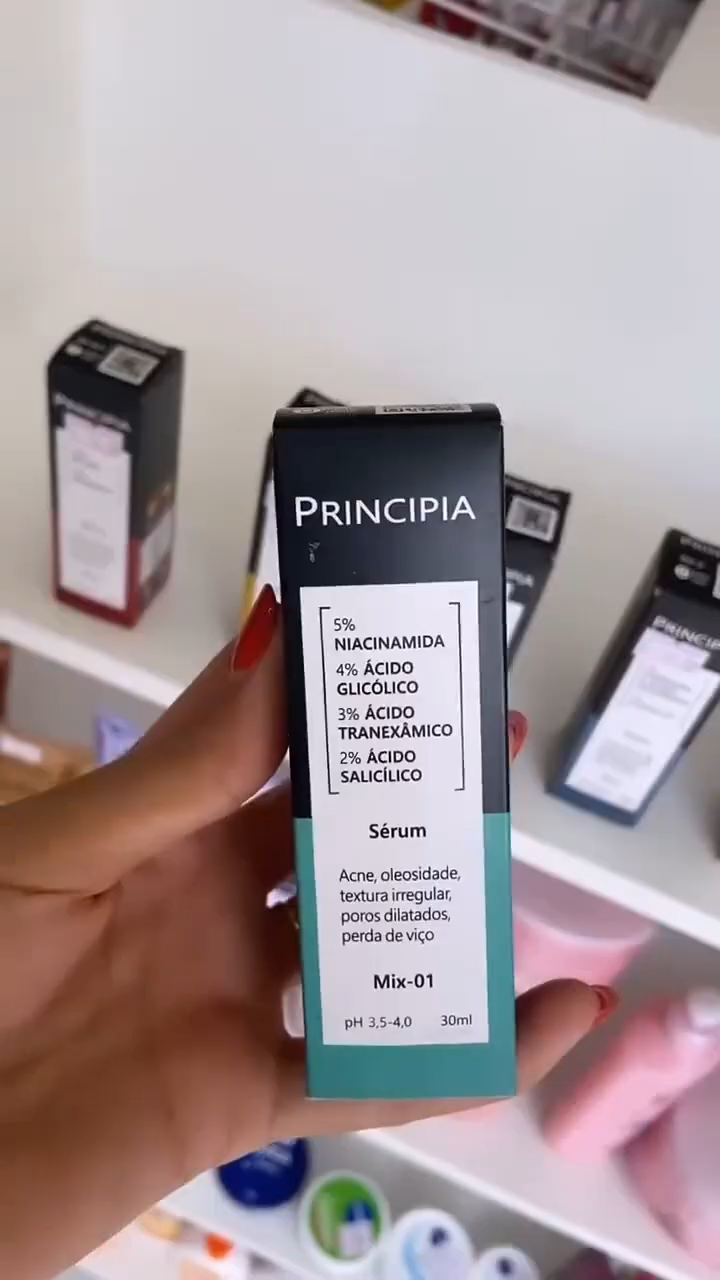 PRINCIPIA
5%
NIACINAMIDA
4% ÁCIDO
GLICÓLICO
3% ÁCIDO
TRANEXÂMICO
2% ÁCIDO
SALICÍLICO
Sérum
Acne, oleosidade,
textura irregular,
poros dilatados,
perda de viço
Mix-01
pH 3,5-4,0 30ml
PRINCIPIA